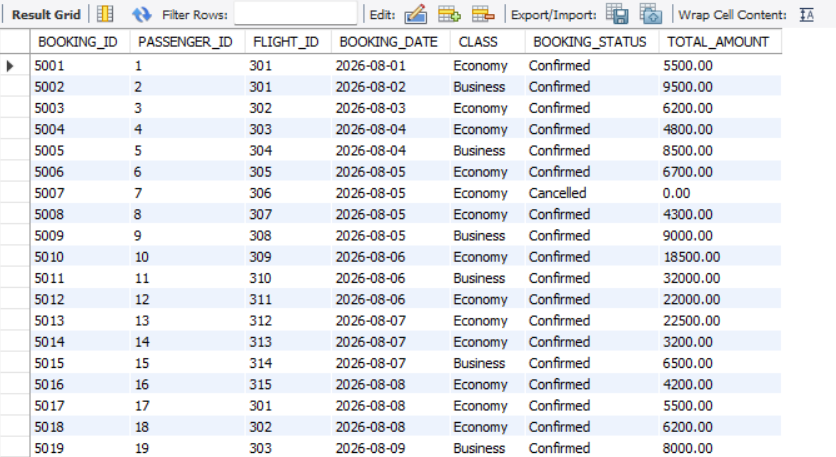 Result Grid Filter Rows: Edit: Export/Import: Wrap Cell Content:
BOOKING_ID PASSENGER_ID FLIGHT_ID BOOKING_DATE CLASS BOOKING_STATUS TOTAL_AMOUNT
5001 1 301 2026-08-01 Economy Confirmed 5500.00
5002 2 301 2026-08-02 Business Confirmed 9500.00
5003 3 302 2026-08-03 Economy Confirmed 6200.00
5004 4 303 2026-08-04 Economy Confirmed 4800.00
5005 5 304 2026-08-04 Business Confirmed 8500.00
5006 6 305 2026-08-05 Economy Confirmed 6700.00
5007 7 306 2026-08-05 Economy Cancelled 0.00
5008 8 307 2026-08-05 Economy Confirmed 4300.00
5009 9 308 2026-08-05 Business Confirmed 9000.00
5010 10 309 2026-08-06 Economy Confirmed 18500.00
5011 11 310 2026-08-06 Business Confirmed 32000.00
5012 12 311 2026-08-06 Economy Confirmed 22000.00
5013 13 312 2026-08-07 Economy Confirmed 22500.00
5014 14 313 2026-08-07 Economy Confirmed 3200.00
5015 15 314 2026-08-07 Business Confirmed 6500.00
5016 16 315 2026-08-08 Economy Confirmed 4200.00
5017 17 301 2026-08-08 Economy Confirmed 5500.00
5018 18 302 2026-08-08 Economy Confirmed 6200.00
5019 19 303 2026-08-09 Business Confirmed 8000.00